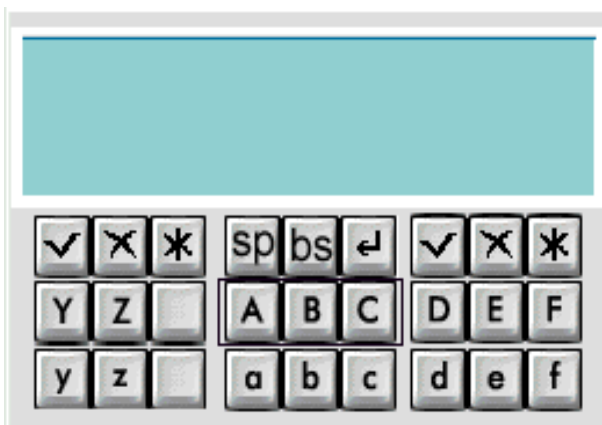 ✓ X * sp bs ↵ ✓ X *
Y Z A B C D E F
y z a b c d e f